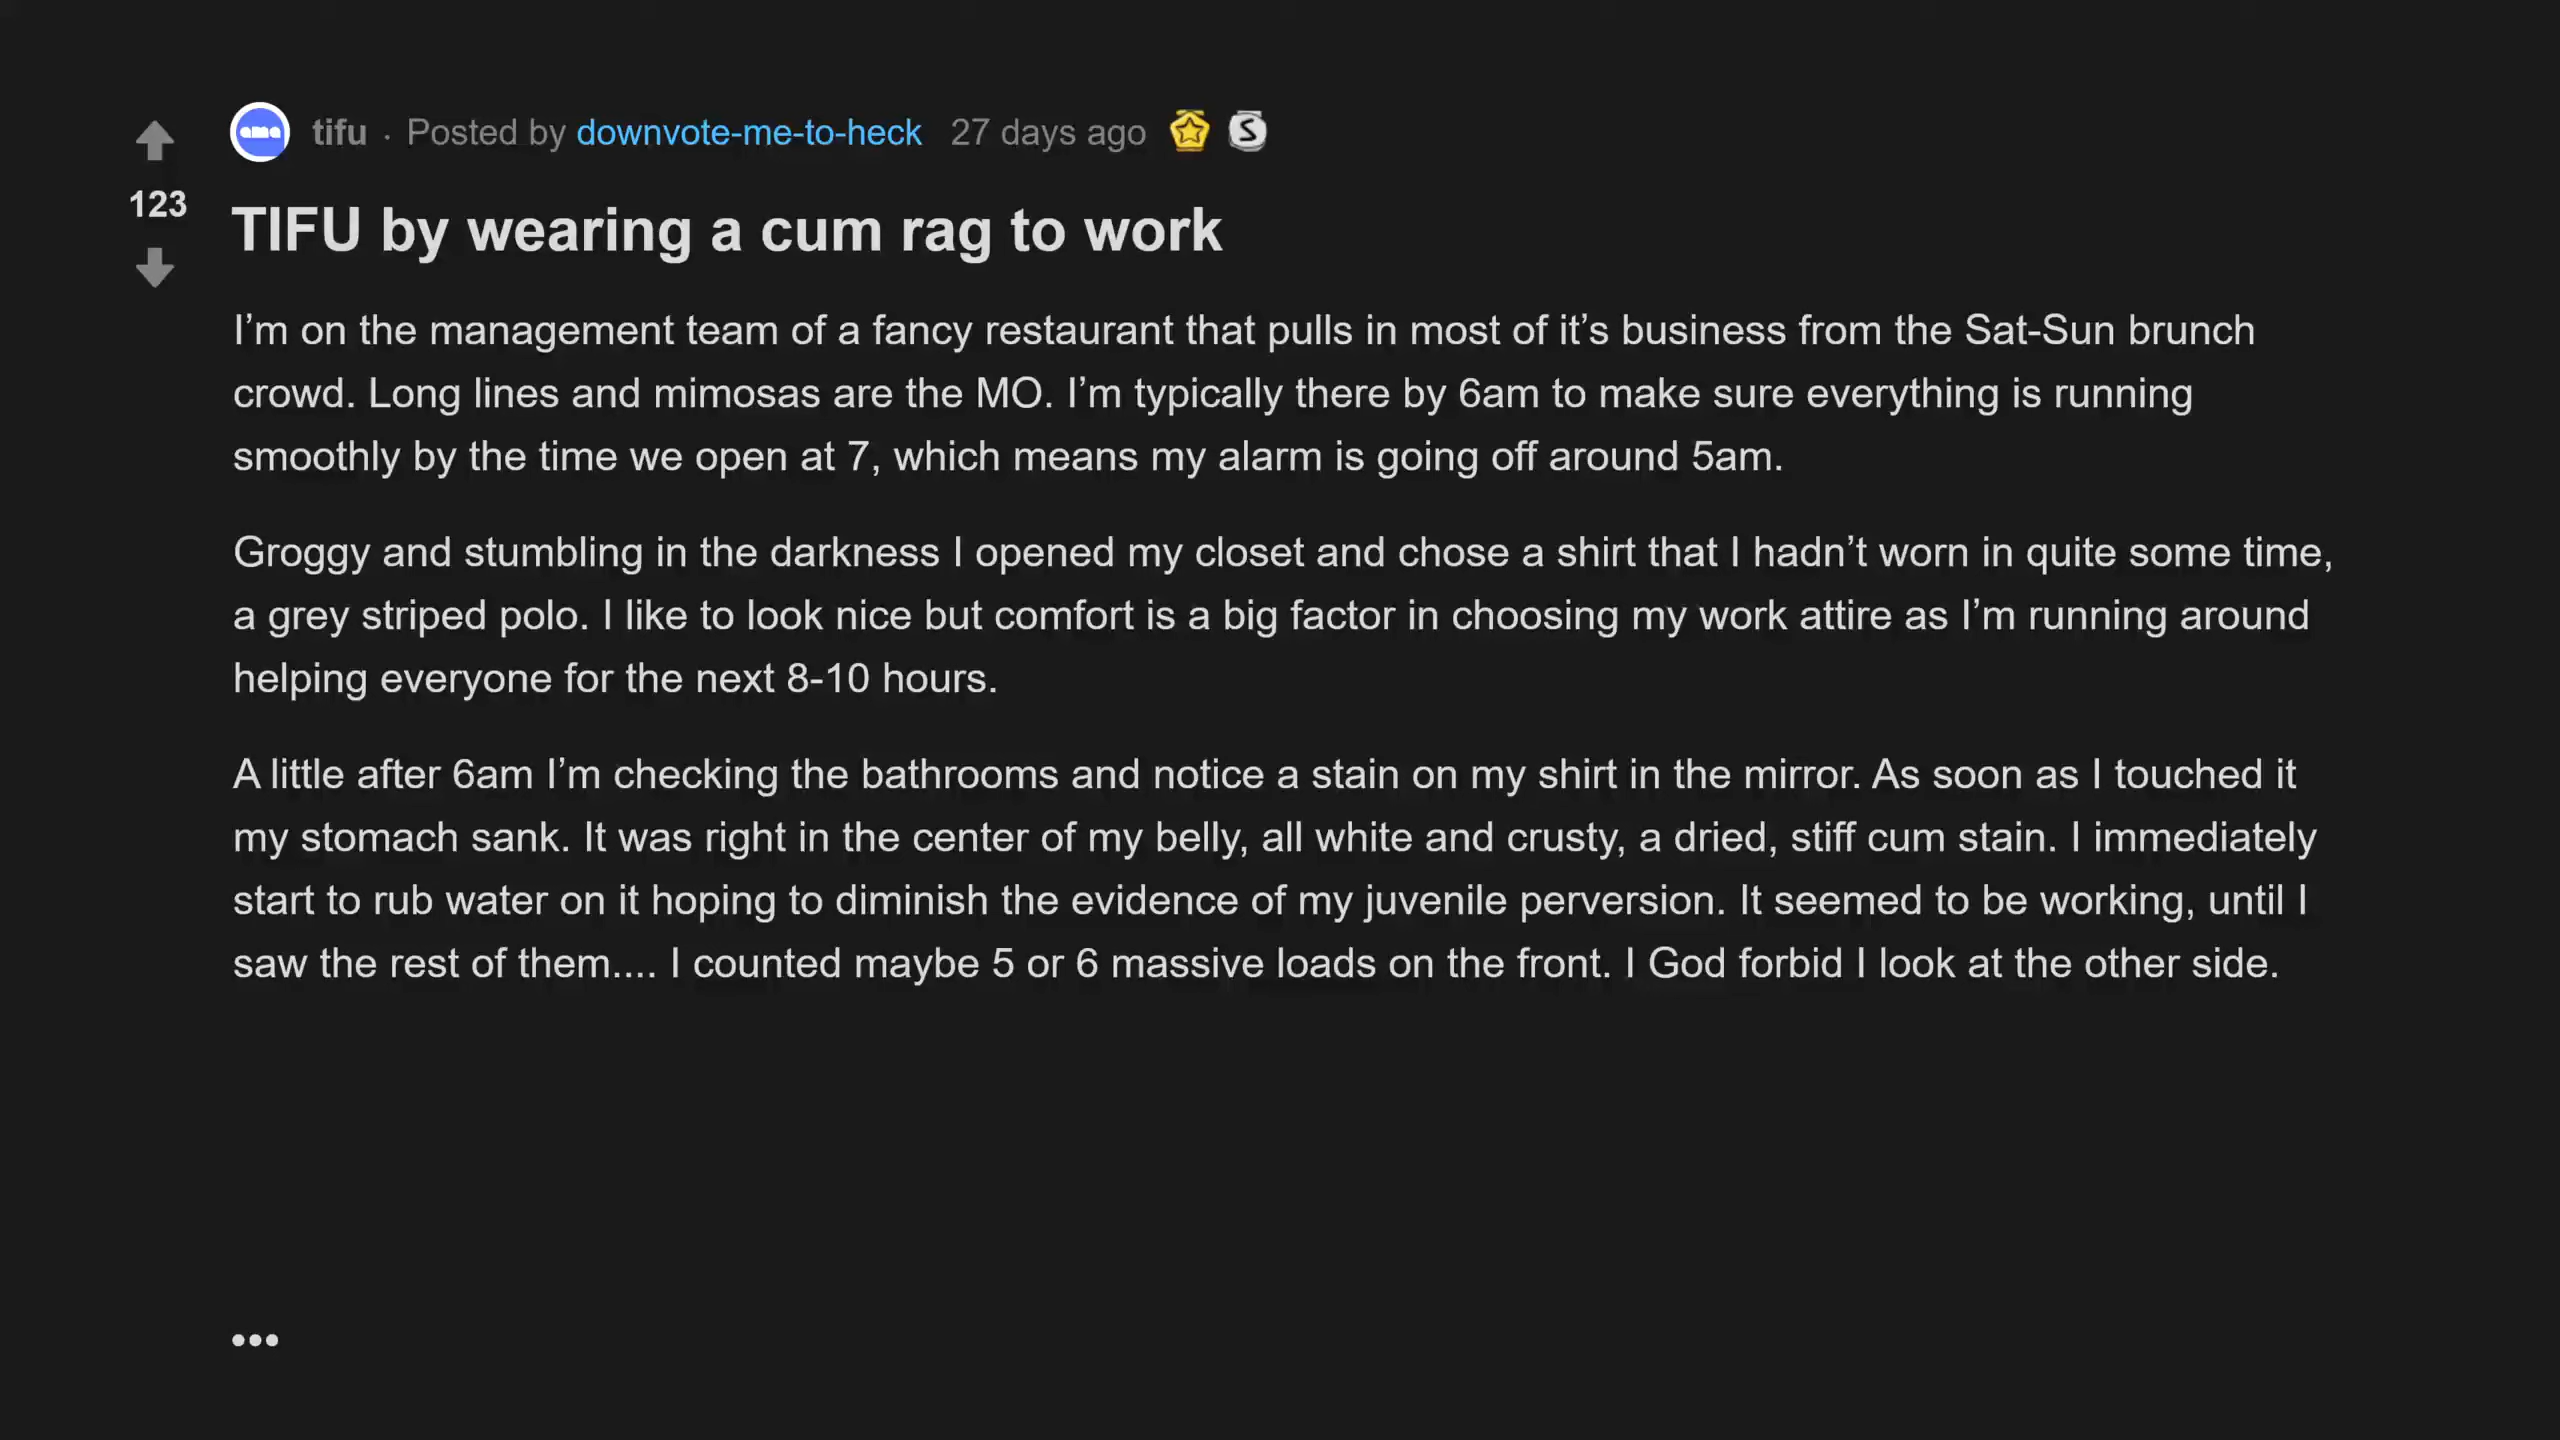 tifu · Posted by downvote-me-to-heck 27 days ago
123
TIFU by wearing a cum rag to work
I’m on the management team of a fancy restaurant that pulls in most of it’s business from the Sat-Sun brunch
crowd. Long lines and mimosas are the MO. I’m typically there by 6am to make sure everything is running
smoothly by the time we open at 7, which means my alarm is going off around 5am.
Groggy and stumbling in the darkness I opened my closet and chose a shirt that I hadn’t worn in quite some time,
a grey striped polo. I like to look nice but comfort is a big factor in choosing my work attire as I’m running around
helping everyone for the next 8-10 hours.
A little after 6am I’m checking the bathrooms and notice a stain on my shirt in the mirror. As soon as I touched it
my stomach sank. It was right in the center of my belly, all white and crusty, a dried, stiff cum stain. I immediately
start to rub water on it hoping to diminish the evidence of my juvenile perversion. It seemed to be working, until I
saw the rest of them.... I counted maybe 5 or 6 massive loads on the front. I God forbid I look at the other side.
•••